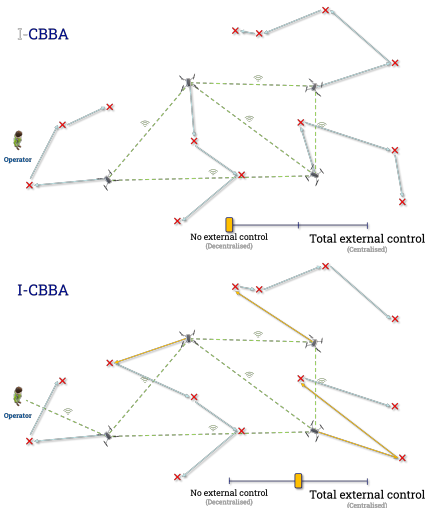 I-CBBA
Operator
No external control
(Decentralised)
Total external control
(Centralised)
I-CBBA
Operator
No external control
(Decentralised)
Total external control
(Centralised)